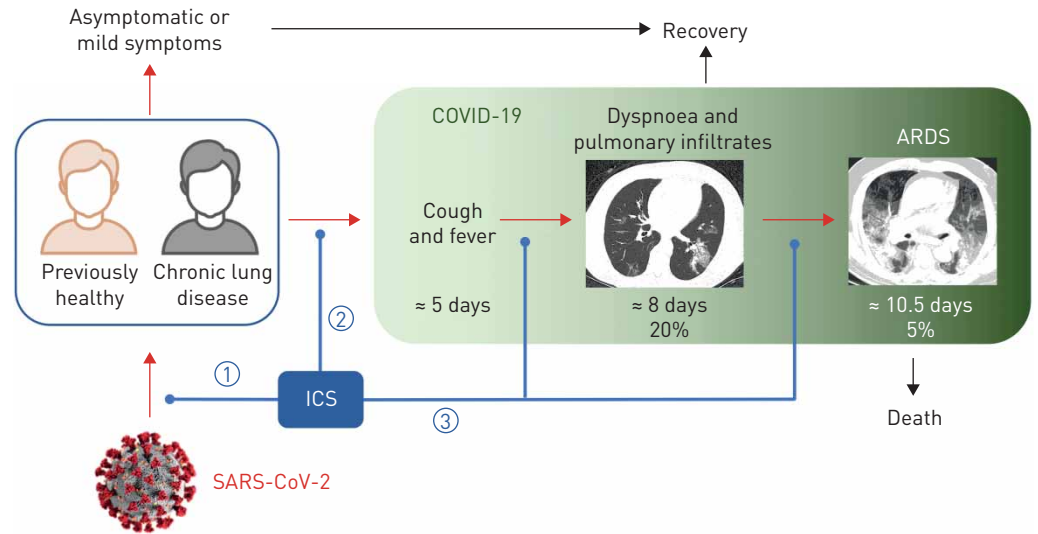 Asymptomatic or
mild symptoms
Recovery
COVID-19
Dyspnoea and
pulmonary infiltrates
ARDS
Cough
and fever
Previously
healthy
Chronic lung
disease
≈ 5 days
≈ 8 days
20%
≈ 10.5 days
5%
②
①
ICS
③
Death
SARS-CoV-2